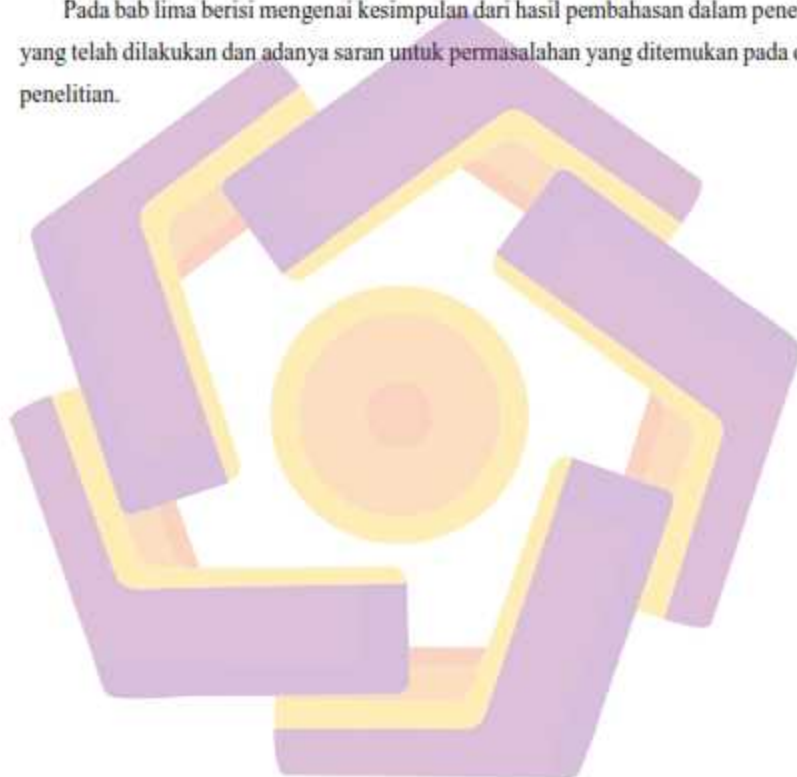 Pada bab lima berisi mengenai kesimpulan dari hasil pembahasan dalam
yang telah dilakukan dan adanya saran untuk permasalahan yang ditemukan pada
penelitian.